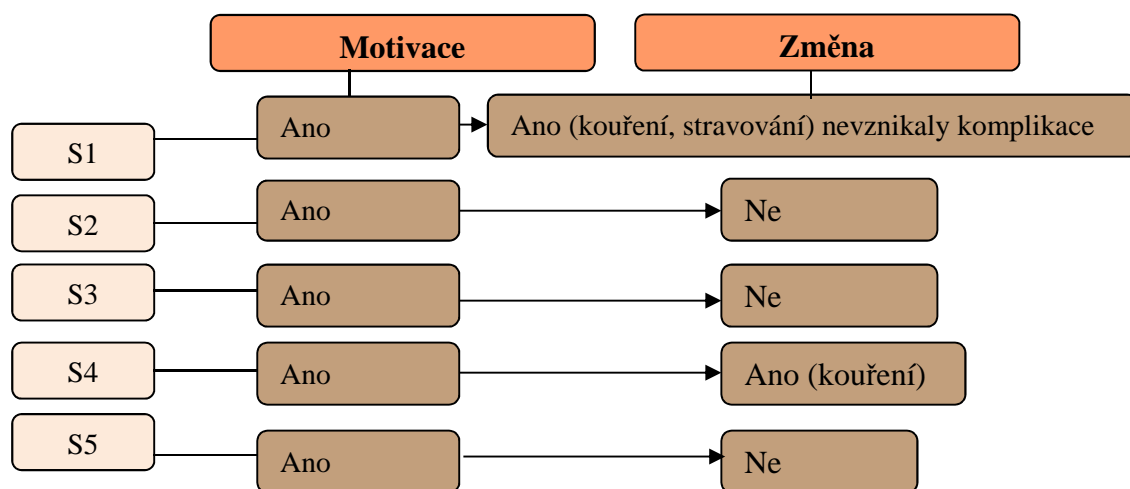 Motivace
Změna
S1
Ano
Ano (kouření, stravování) nevznikaly komplikace
S2
Ano
Ne
S3
Ano
Ne
S4
Ano
Ano (kouření)
S5
Ano
Ne